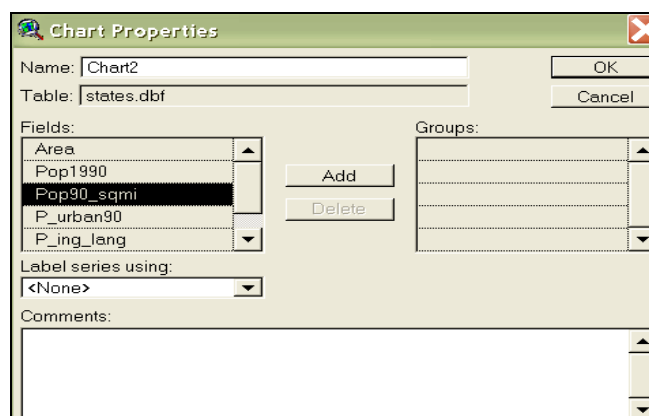 Chart Properties
Name: Chart2
OK
Table: states.dbf
Cancel
Fields:
Groups:
Area
Pop1990
Pop90_sqmi
P_urban90
P_ing_lang
Add
Delete
Label series using:
<None>
Comments: